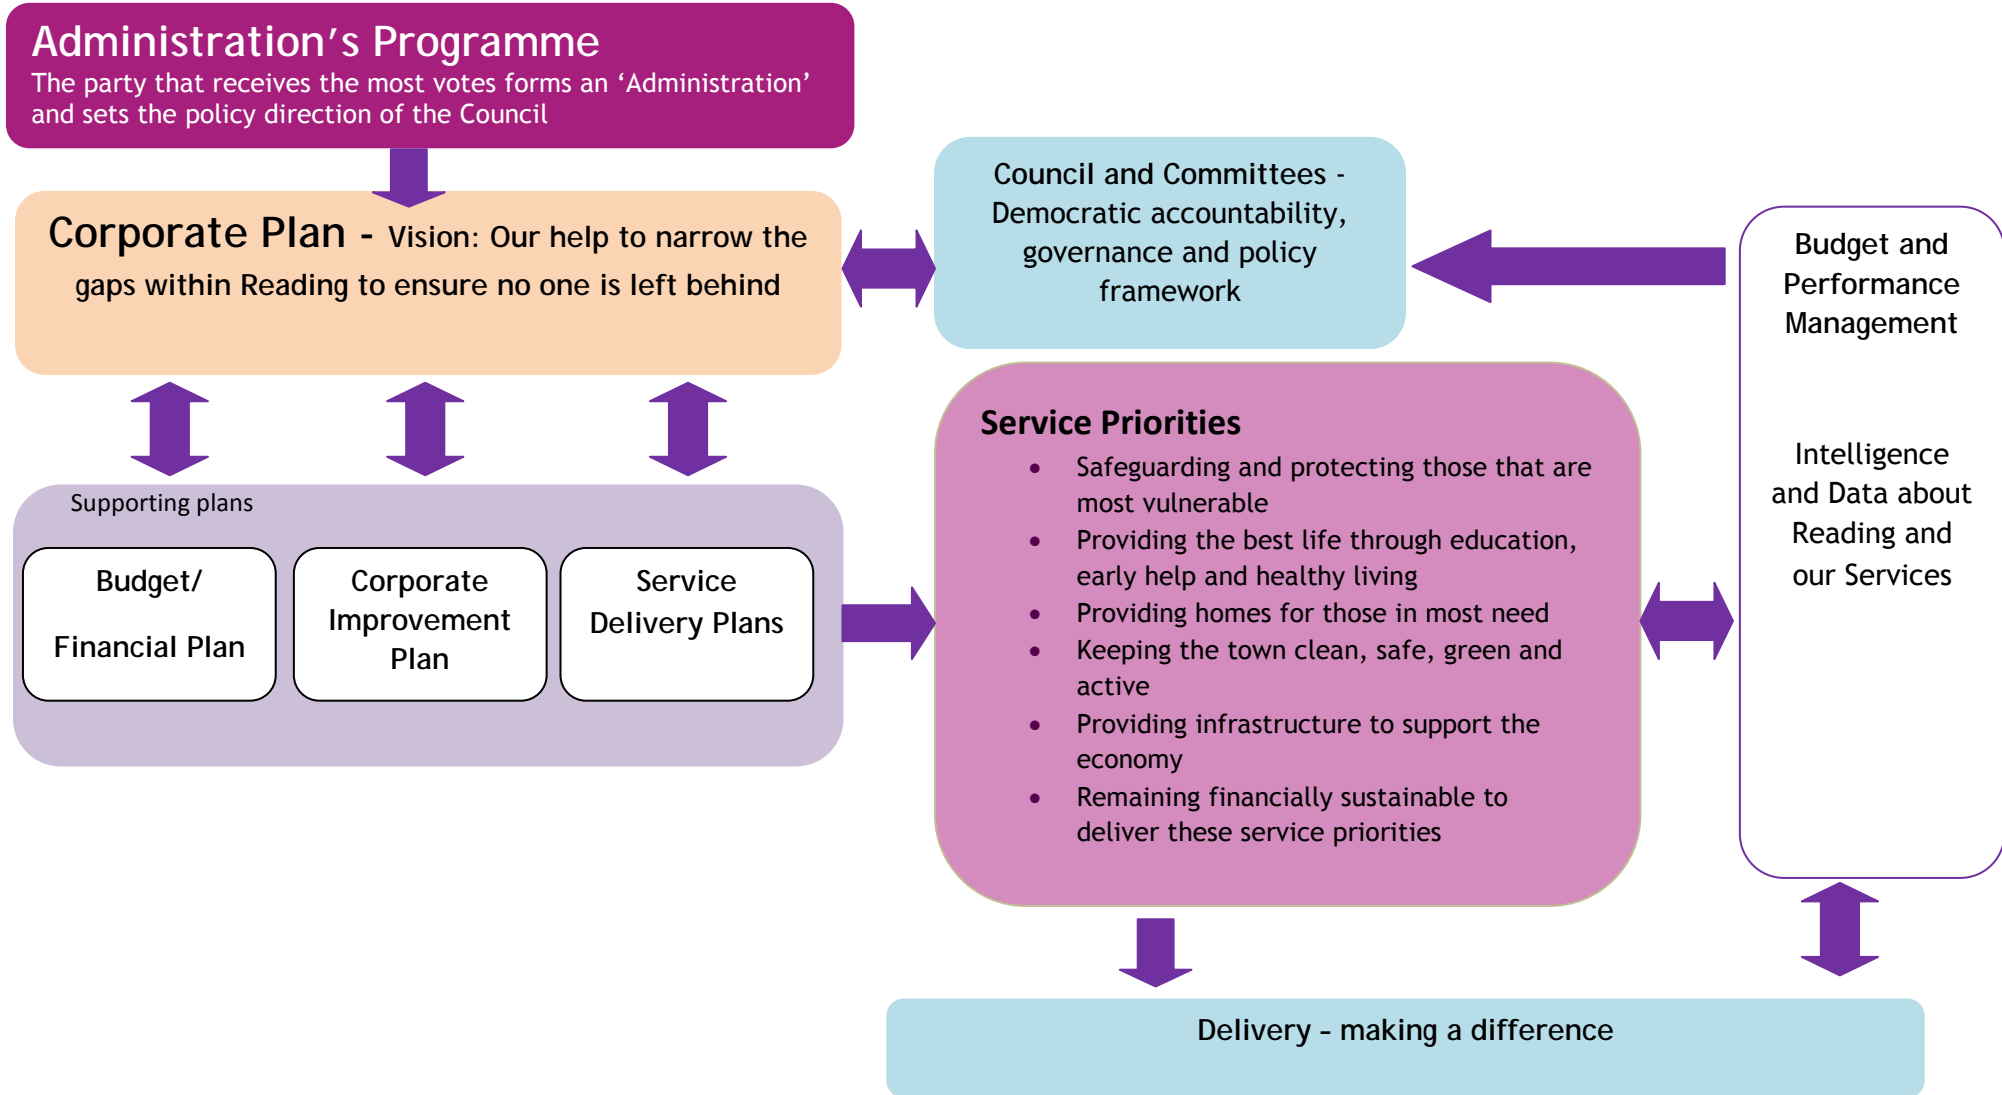 Administration’s Programme
The party that receives the most votes forms an ‘Administration’
and sets the policy direction of the Council
Corporate Plan - Vision: Our help to narrow the
gaps within Reading to ensure no one is left behind
Council and Committees -
Democratic accountability,
governance and policy
framework
Budget and
Performance
Management
Intelligence
and Data about
Reading and
our Services
Supporting plans
Budget/
Financial Plan
Corporate
Improvement
Plan
Service
Delivery Plans
Service Priorities
• Safeguarding and protecting those that are
most vulnerable
• Providing the best life through education,
early help and healthy living
• Providing homes for those in most need
• Keeping the town clean, safe, green and
active
• Providing infrastructure to support the
economy
• Remaining financially sustainable to
deliver these service priorities
Delivery – making a difference